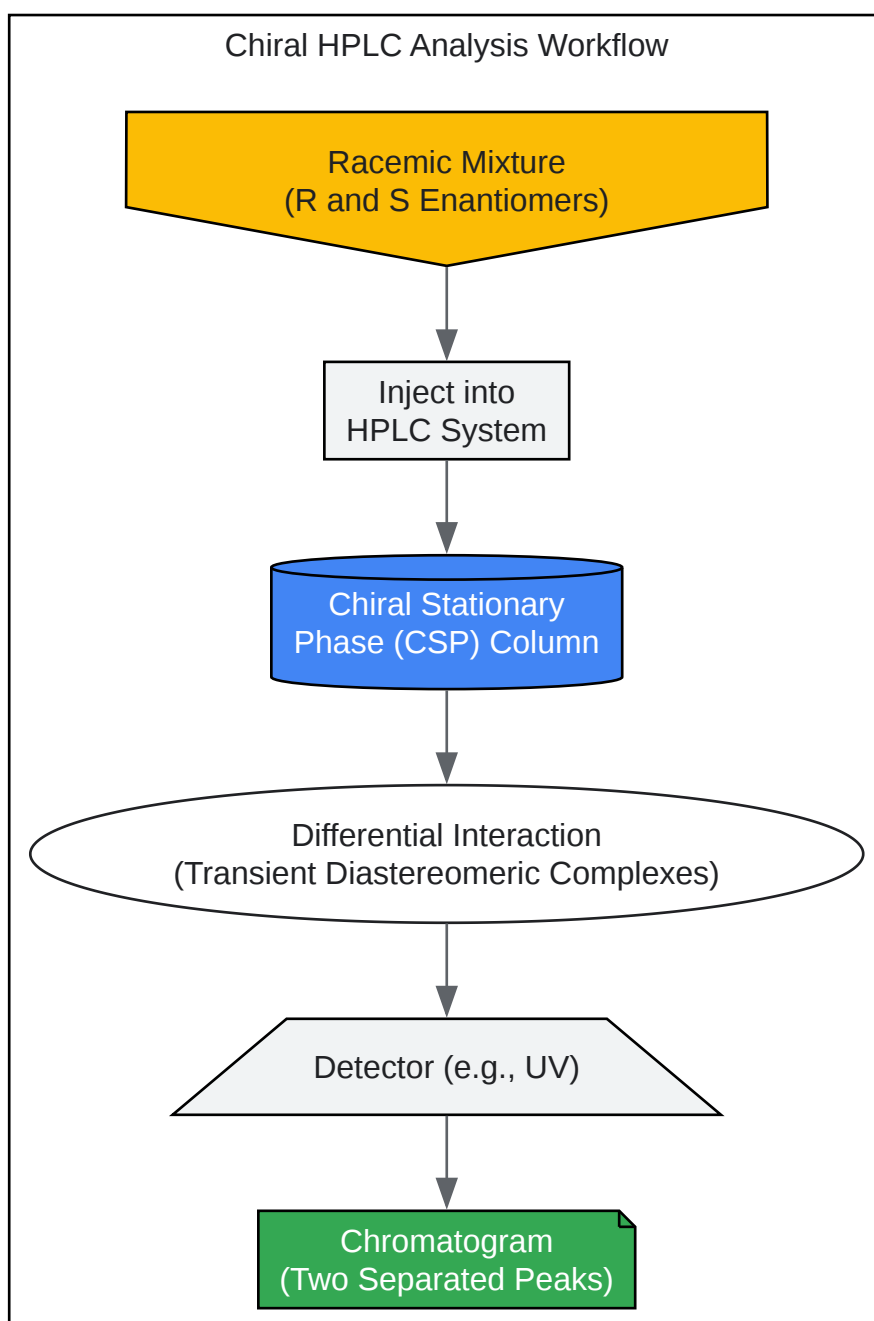 Chiral HPLC Analysis Workflow
Racemic Mixture
(R and S Enantiomers)
Inject into
HPLC System
Chiral Stationary
Phase (CSP) Column
Differential Interaction
(Transient Diastereomeric Complexes)
Detector (e.g., UV)
Chromatogram
(Two Separated Peaks)